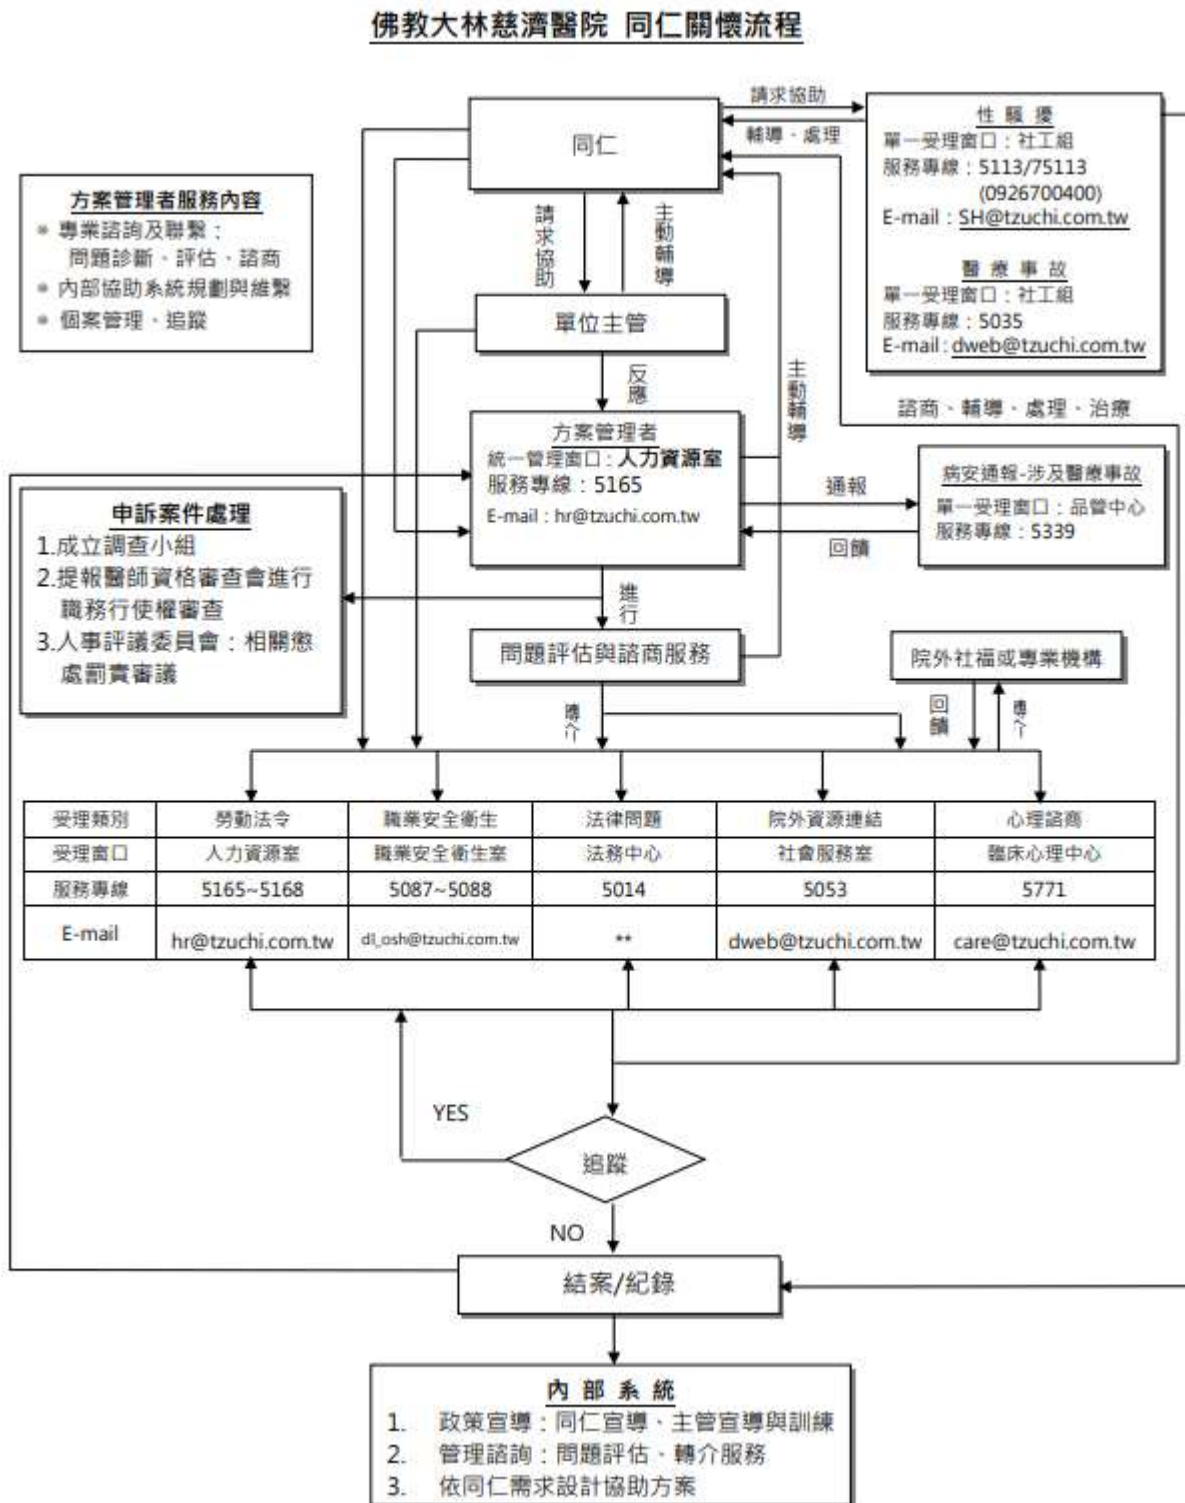 佛教大林慈濟醫院 同仁關懷流程
同仁
請求協助
輔導、處理
性 騷 擾
單一受理窗口：社工組
服務專線：5113/75113
(0926700400)
E-mail：SH@tzuchi.com.tw
醫 療 事 故
單一受理窗口：社工組
服務專線：5035
E-mail：dweb@tzuchi.com.tw
方案管理者服務內容
專業諮詢及聯繫：
問題診斷、評估、諮商
內部協助系統規劃與維繫
個案管理、追蹤
請求協助
主動輔導
單位主管
反應
主動輔導
諮商、輔導、處理、治療
方案管理者
統一管理窗口：人力資源室
服務專線：5165
E-mail：hr@tzuchi.com.tw
通報
回饋
病安通報-涉及醫療事故
單一受理窗口：品管中心
服務專線：5339
申訴案件處理
1.成立調查小組
2.提報醫師資格審查會進行
職務行使權審查
3.人事評議委員會：相關懲
處罰責審議
進行
問題評估與諮商服務
院外社福或專業機構
轉介
回饋
轉介
受理類別 勞動法令 職業安全衛生 法律問題 院外資源連結 心理諮商
受理窗口 人力資源室 職業安全衛生室 法務中心 社會服務室 臨床心理中心
服務專線 5165~5168 5087~5088 5014 5053 5771
E-mail hr@tzuchi.com.tw dl_osh@tzuchi.com.tw ** dweb@tzuchi.com.tw care@tzuchi.com.tw
YES
追蹤
NO
結案/紀錄
內 部 系 統
1. 政策宣導：同仁宣導、主管宣導與訓練
2. 管理諮詢：問題評估、轉介服務
3. 依同仁需求設計協助方案